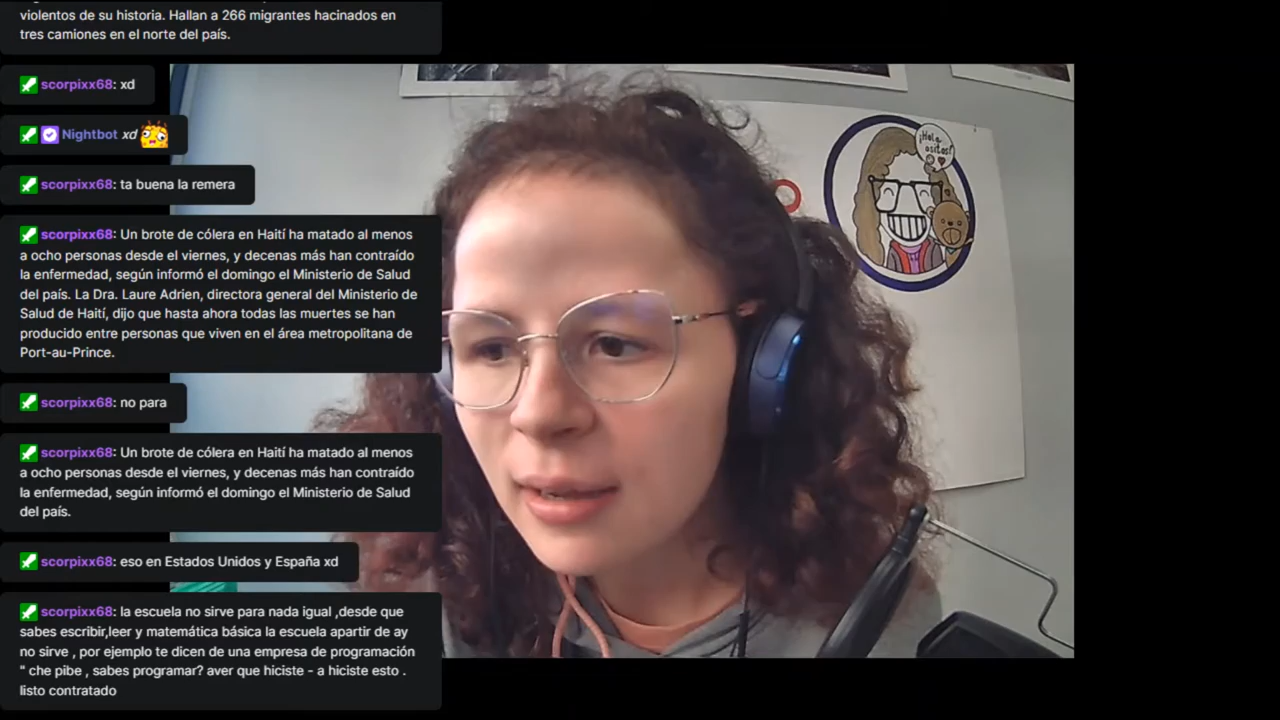 violentos de su historia. Hallan a 266 migrantes hacinados en
tres camiones en el norte del país.
scorpixx68: xd
Nightbot xd
scorpixx68: ta buena la remera
scorpixx68: Un brote de cólera en Haití ha matado al menos
a ocho personas desde el viernes, y decenas más han contraído
la enfermedad, según informó el domingo el Ministerio de Salud
del país. La Dra. Laure Adrien, directora general del Ministerio de
Salud de Haití, dijo que hasta ahora todas las muertes se han
producido entre personas que viven en el área metropolitana de
Port-au-Prince.
scorpixx68: no para
scorpixx68: Un brote de cólera en Haití ha matado al menos
a ocho personas desde el viernes, y decenas más han contraído
la enfermedad, según informó el domingo el Ministerio de Salud
del país.
scorpixx68: eso en Estados Unidos y España xd
scorpixx68: la escuela no sirve para nada igual ,desde que
sabes escribir,leer y matemática básica la escuela apartir de ay
no sirve , por ejemplo te dicen de una empresa de programación
" che pibe , sabes programar? aver que hiciste - a hiciste esto .
listo contratado
¡Hola
ositos!